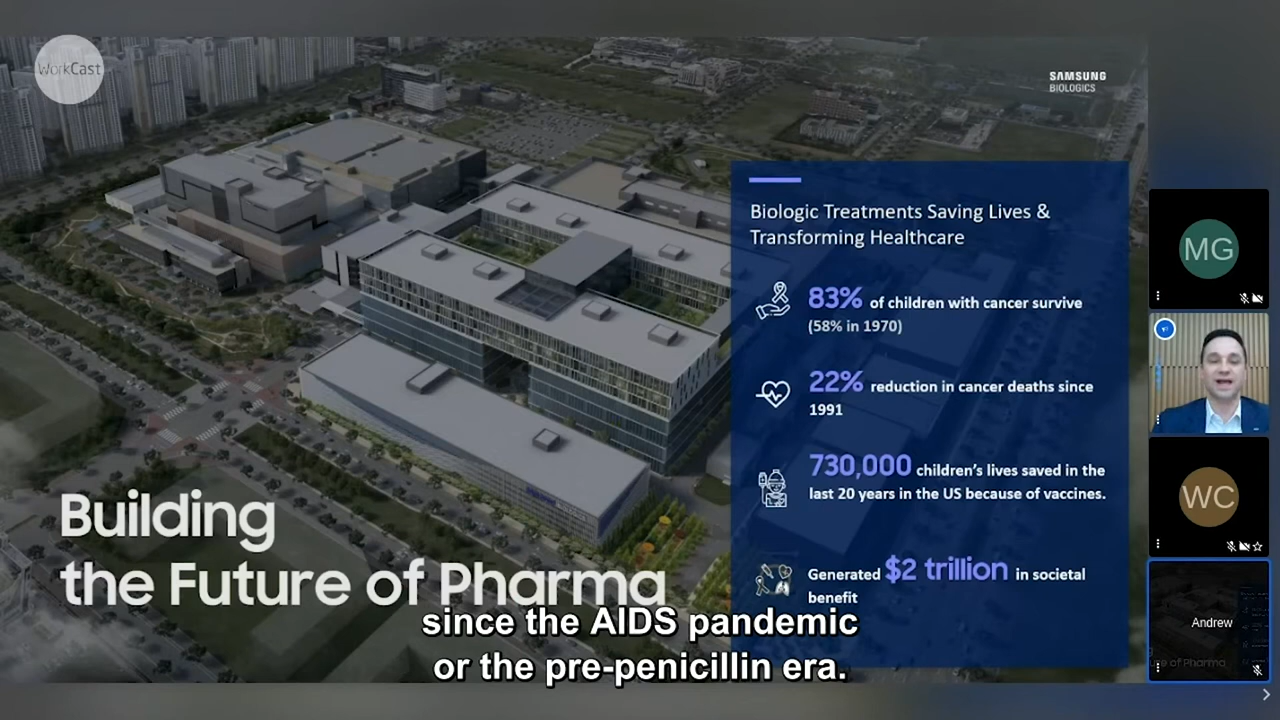 WorkCast
SAMSUNG
BIOLOGICS
Biologic Treatments Saving Lives &
Transforming Healthcare
83% of children with cancer survive
(58% in 1970)
22% reduction in cancer deaths since
1991
730,000 children's lives saved in the
last 20 years in the US because of vaccines.
Generated $2 trillion in societal
benefit
Building
the Future of Pharma
since the AIDS pandemic
or the pre-penicillin era.
MG
WC
Andrew
ure of Pharma